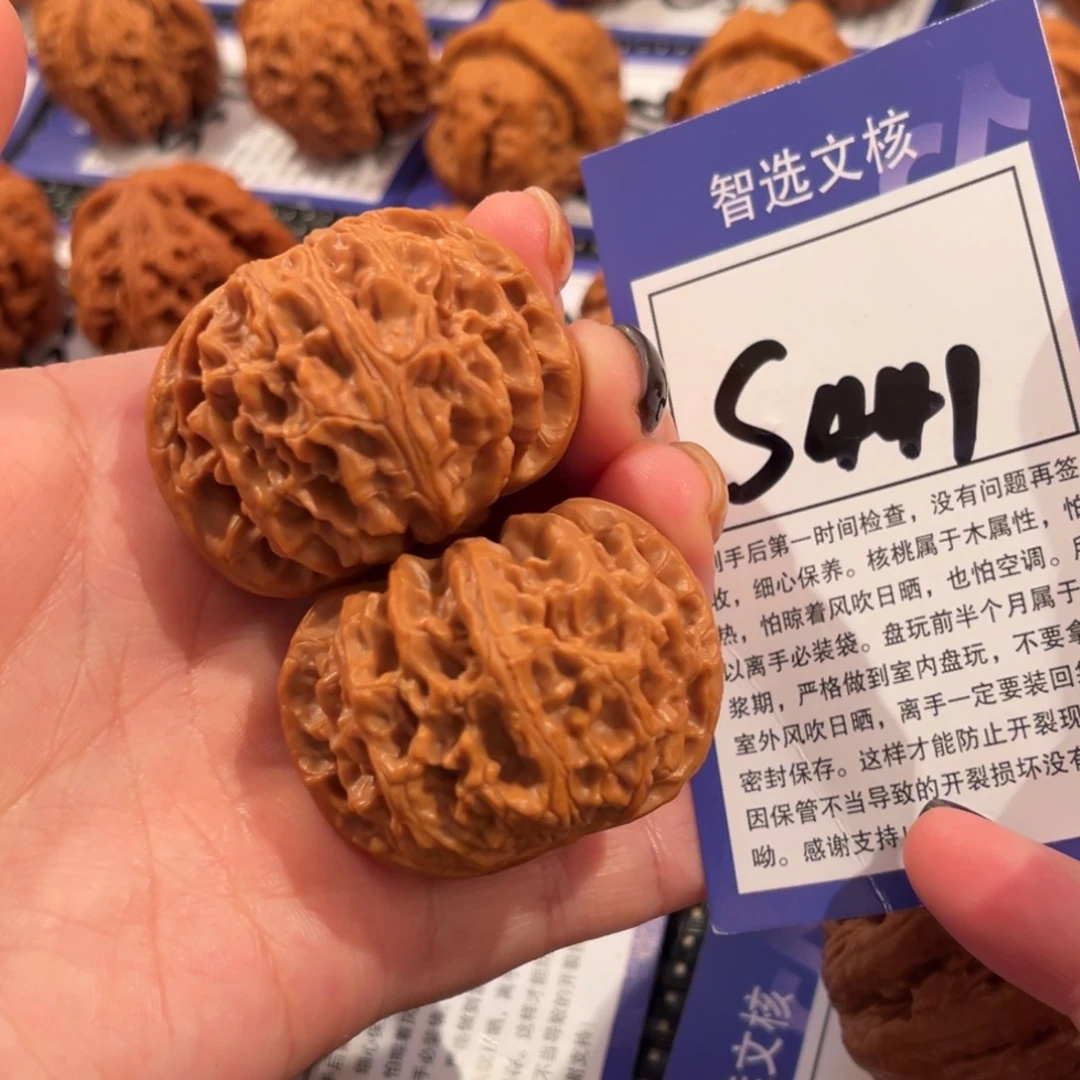 智选文核
S441
到手后第一时间检查，没有问题再签
收，细心保养。核桃属于木属性，怕
热，怕晾着风吹日晒，也怕空调。
以离手必装袋。盘玩前半个月属于
浆期，严格做到室内盘玩，不要拿
室外风吹日晒，离手一定要装回
密封保存。这样才能防止开裂现
因保管不当导致的开裂损坏没有
呦。感谢支持！
文核